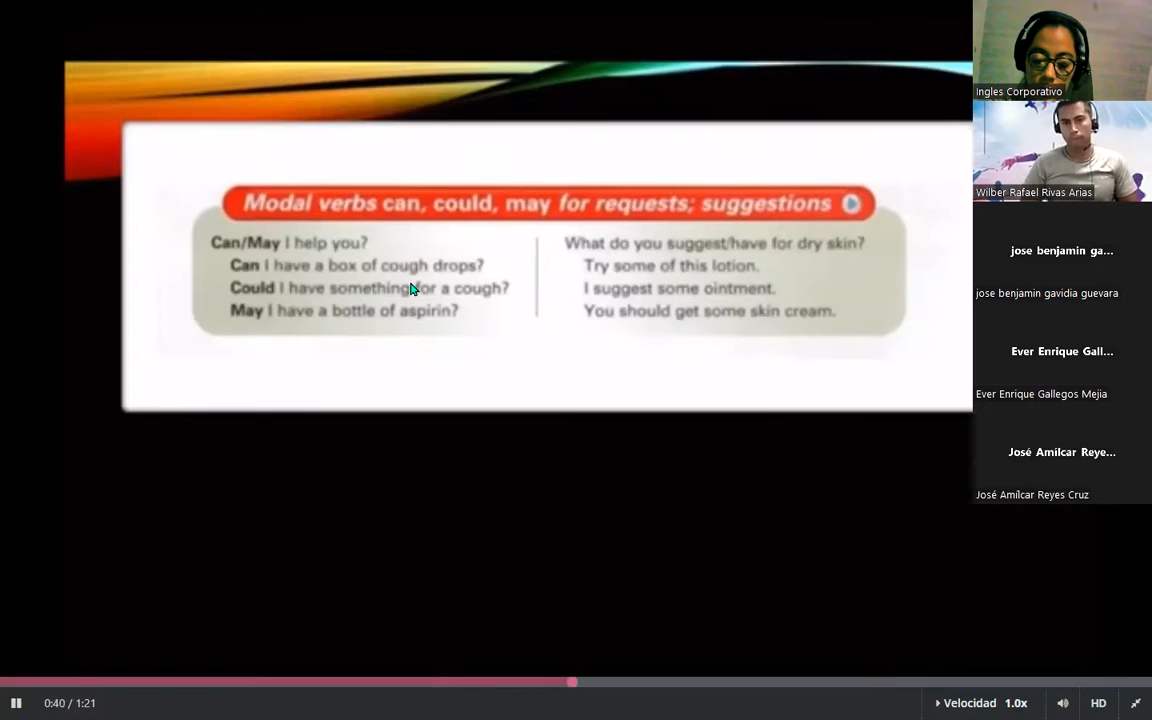 Modal verbs can, could, may for requests; suggestions
Can/May I help you?
Can I have a box of cough drops?
Could I have something for a cough?
May I have a bottle of aspirin?
What do you suggest/have for dry skin?
Try some of this lotion.
I suggest some ointment.
You should get some skin cream.
Ingles Corporativo
Wilber Rafael Rivas Arias
jose benjamin ga...
jose benjamin gavidia guevara
Ever Enrique Gall...
Ever Enrique Gallegos Mejia
José Amílcar Reye...
José Amílcar Reyes Cruz
0:40 / 1:21
Velocidad 1.0x
HD